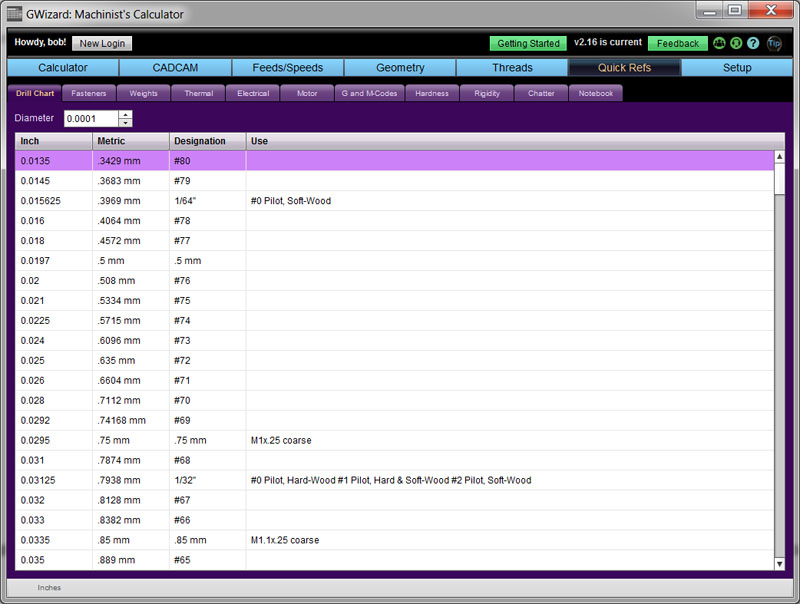 GWizard: Machinist's Calculator
Howdy, bob! New Login Getting Started v2.16 is current Feedback ? Tip
Calculator CADCAM Feeds/Speeds Geometry Threads Quick Refs Setup
Drill Chart Fasteners Weights Thermal Electrical Motor G and M-Codes Hardness Rigidity Chatter Notebook
Diameter 0.0001
Inch Metric Designation Use
0.0135 .3429 mm #80
0.0145 .3683 mm #79
0.015625 .3969 mm 1/64" #0 Pilot, Soft-Wood
0.016 .4064 mm #78
0.018 .4572 mm #77
0.0197 .5 mm .5 mm
0.02 .508 mm #76
0.021 .5334 mm #75
0.0225 .5715 mm #74
0.024 .6096 mm #73
0.025 .635 mm #72
0.026 .6604 mm #71
0.028 .7112 mm #70
0.0292 .74168 mm #69
0.0295 .75 mm .75 mm M1x.25 coarse
0.031 .7874 mm #68
0.03125 .7938 mm 1/32" #0 Pilot, Hard-Wood #1 Pilot, Hard & Soft-Wood #2 Pilot, Soft-Wood
0.032 .8128 mm #67
0.033 .8382 mm #66
0.0335 .85 mm .85 mm M1.1x.25 coarse
0.035 .889 mm #65
Inches